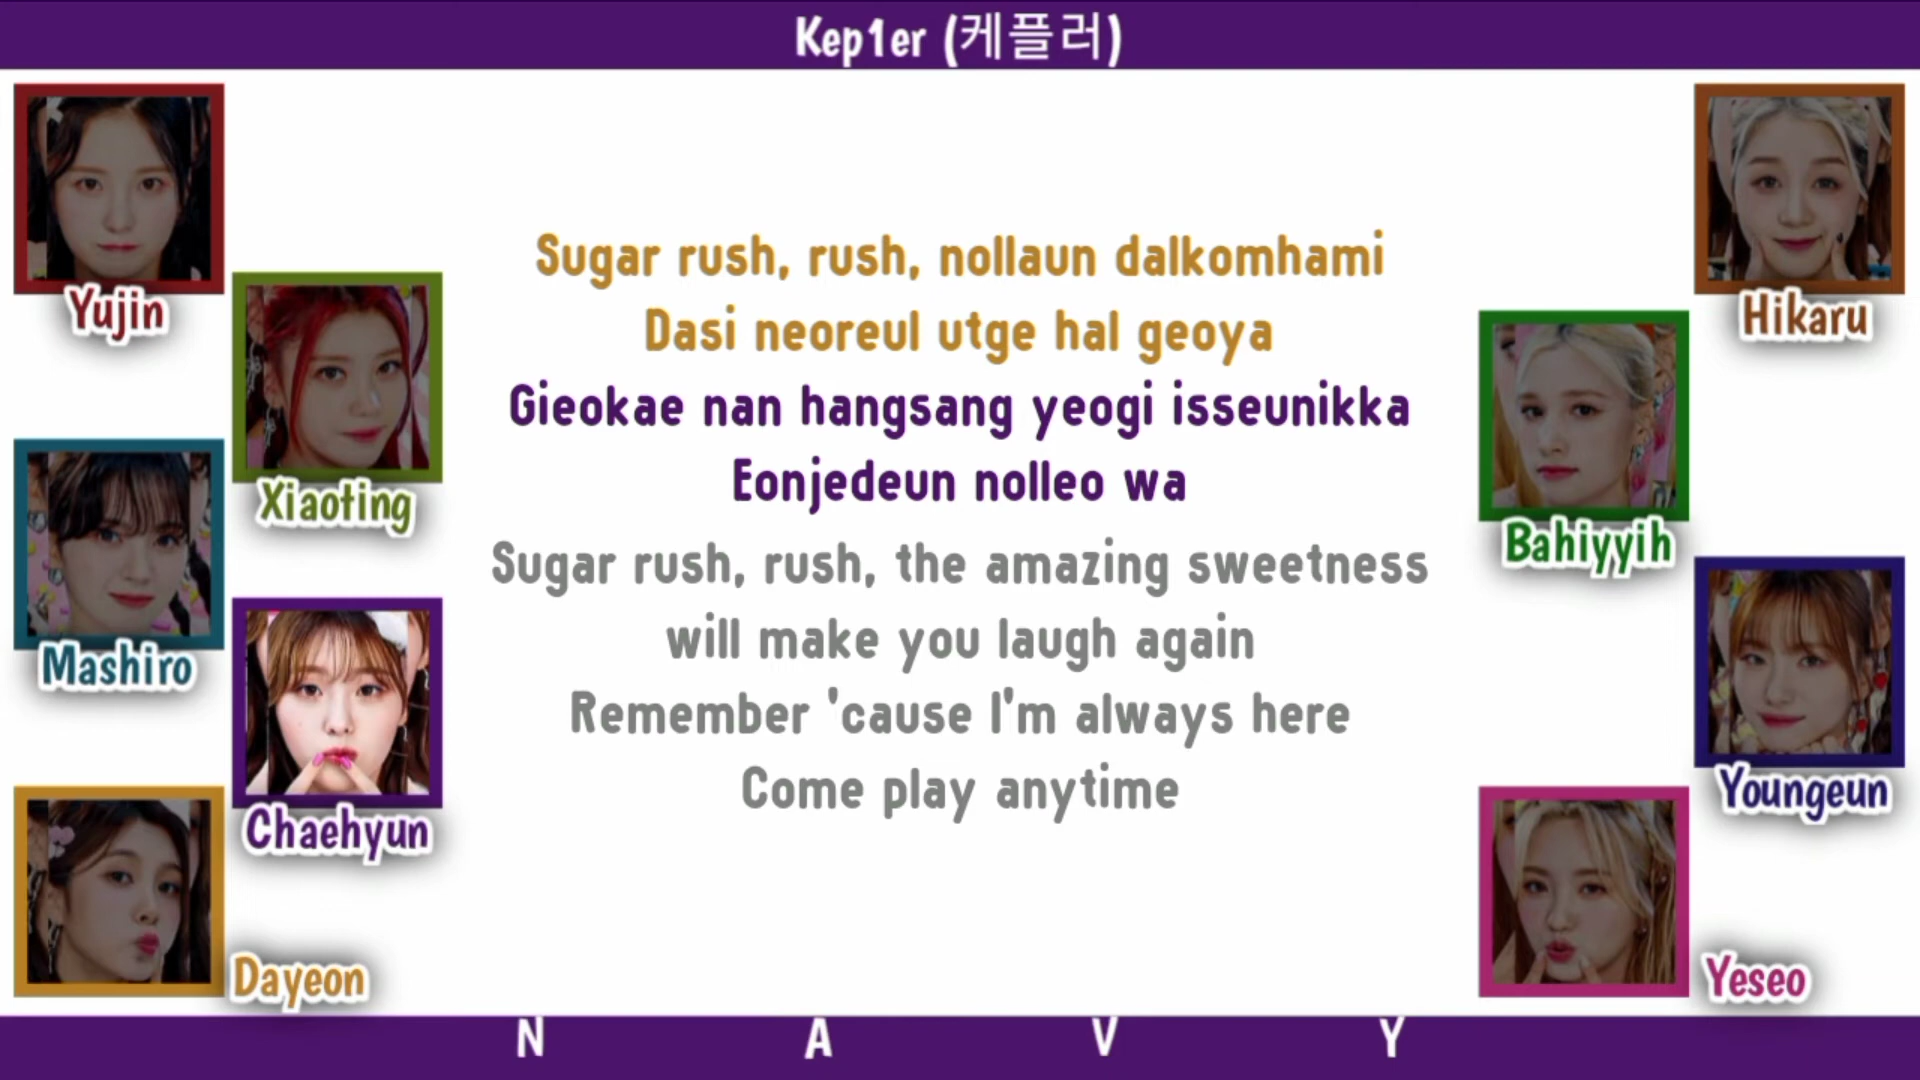 Kep1er (케플러)
Yujin
Xiaoting
Mashiro
Chaehyun
Dayeon
Sugar rush, rush, nollaun dalkomhami
Dasi neoreul utge hal geoya
Gieokae nan hangsang yeogi isseunikka
Eonjedeun nolleo wa
Sugar rush, rush, the amazing sweetness
will make you laugh again
Remember 'cause I'm always here
Come play anytime
Hikaru
Bahiyyih
Youngeun
Yeseo
N A V Y